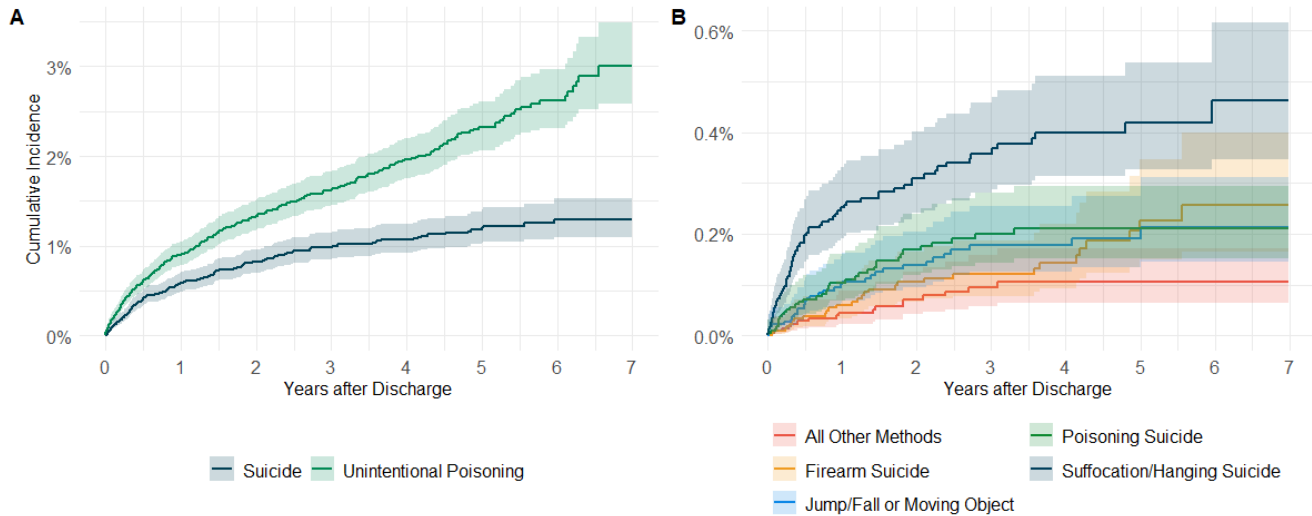 A
Cumulative Incidence
3%
2%
1%
0%
0 1 2 3 4 5 6 7
Years after Discharge
Suicide Unintentional Poisoning
B
0.6%
0.4%
0.2%
0.0%
0 1 2 3 4 5 6 7
Years after Discharge
All Other Methods Poisoning Suicide
Firearm Suicide Suffocation/Hanging Suicide
Jump/Fall or Moving Object